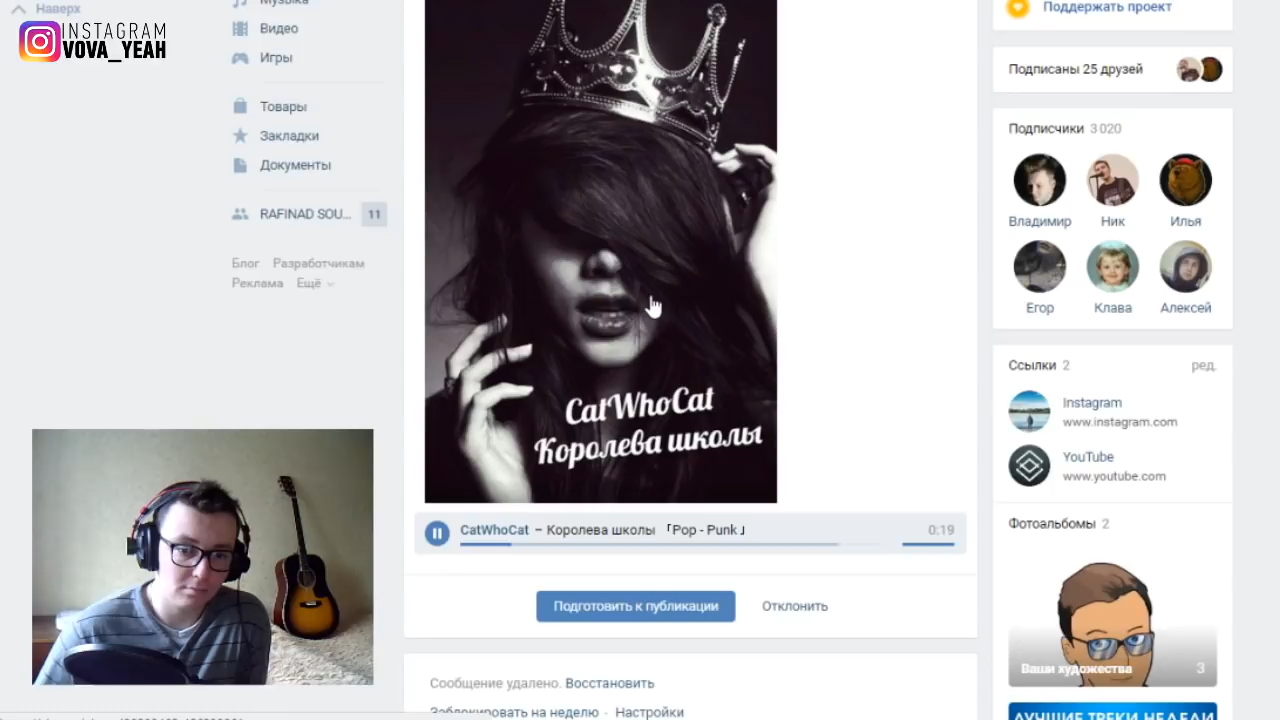 Наверх
INSTAGRAM
VOVA_YEAH
Музыка
Видео
Игры
Товары
Закладки
Документы
RAFINAD SOU... 11
Блог Разработчикам
Реклама Ещё
CatWhoCat
Королева школы
CatWhoCat – Королева школы 「Pop - Punk」 0:19
Подготовить к публикации Отклонить
Сообщение удалено. Восстановить
Заблокировать на неделю · Настройки
Поддержать проект
Подписаны 25 друзей
Подписчики 3 020
Владимир Ник Илья
Егор Клава Алексей
Ссылки 2 ред.
Instagram
www.instagram.com
YouTube
www.youtube.com
Фотоальбомы 2
Ваши художества 3
ЛУЧШИЕ ТРЕКИ НЕДЕЛИ